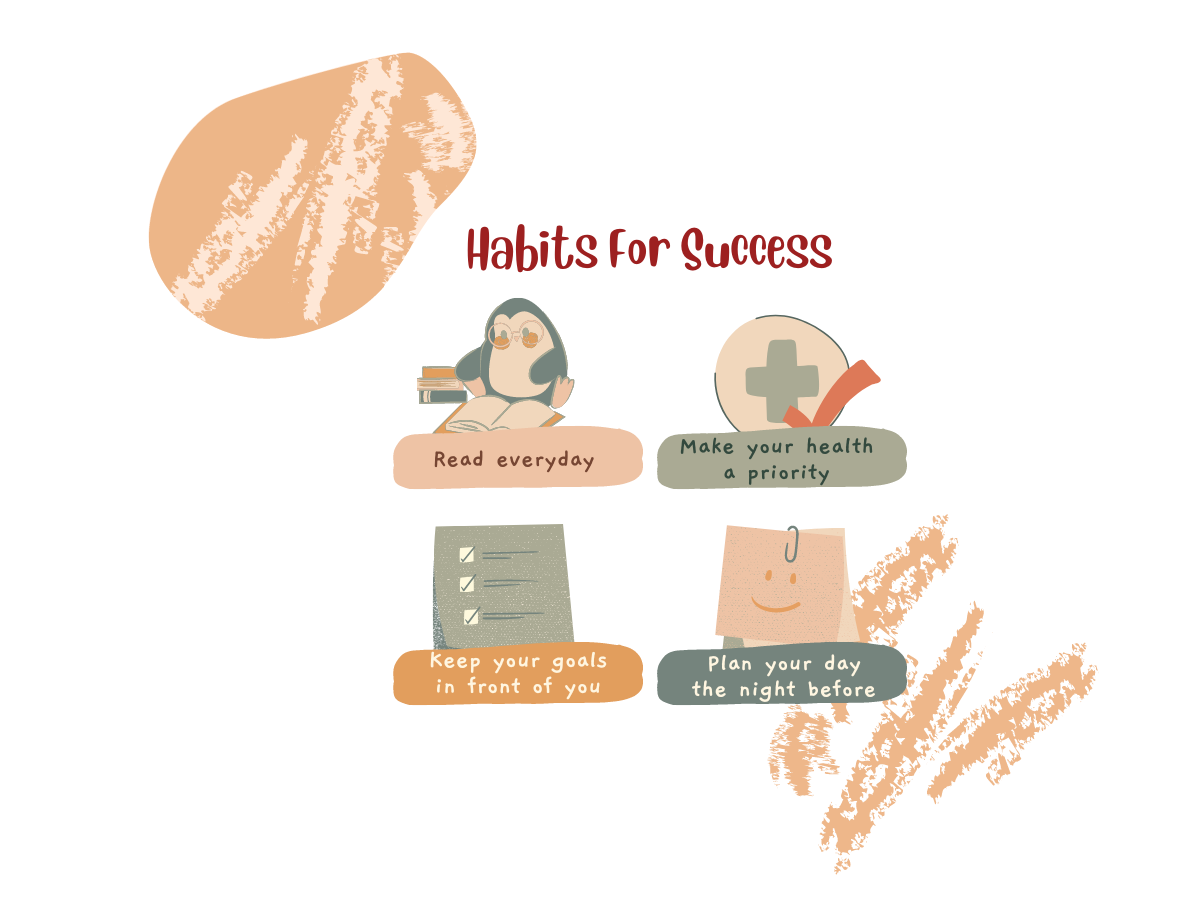 Habits For Success
Read everyday
Make your health
a priority
Keep your goals
in front of you
Plan your day
the night before